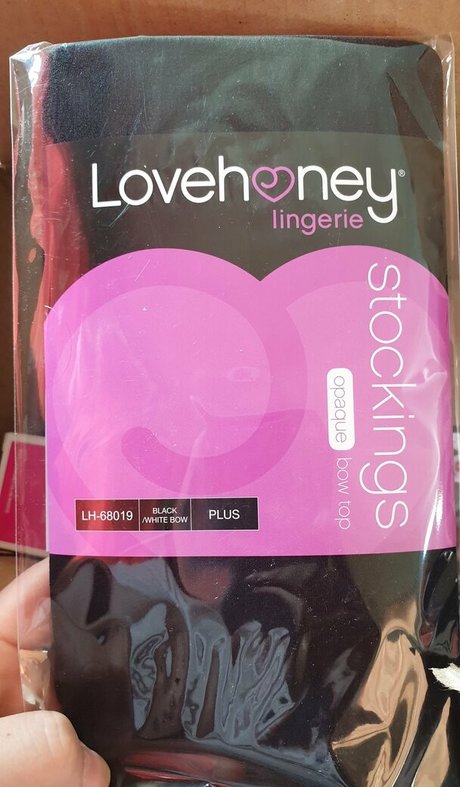 Lovehoney®
lingerie
stockings
opaque bow top
LH-68019
BLACK
/WHITE BOW
PLUS